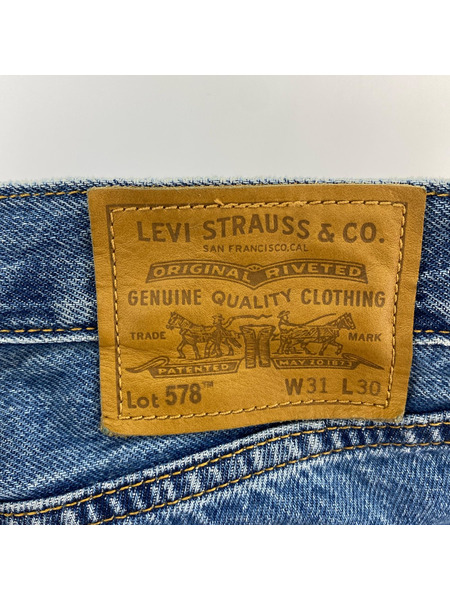 LEVI STRAUSS & CO.
SAN FRANCISCO, CAL
ORIGINAL RIVETED
GENUINE QUALITY CLOTHING
TRADE MARK
PATENTED MAY 20 1873
Lot 578™ W31 L30